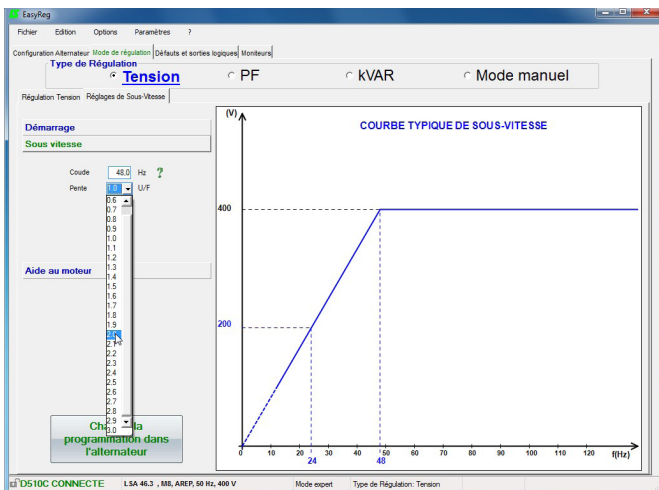 EasyReg
Fichier Edition Options Paramètres ?
Configuration Alternateur Mode de régulation Défauts et sorties logiques Moniteurs
Type de Régulation
Tension PF kVAR Mode manuel
Régulation Tension Réglages de Sous-Vitesse
Démarrage
Sous vitesse
Coude 48.0 Hz ?
Pente 1.0 U/F
0.6
0.7
0.8
0.9
1.0
1.1
1.2
1.3
1.4
1.5
1.6
1.7
1.8
1.9
2.0
2.1
2.2
2.3
2.4
2.5
2.6
2.7
2.8
2.9
3.0
Aide au moteur
la
programmation dans
l'alternateur
(V)
COURBE TYPIQUE DE SOUS-VITESSE
400
200
0 10 20 30 40 50 60 70 80 90 100 110 120 f(Hz)
24 48
D510C CONNECTE LSA 46.3 , M8, AREP, 50 Hz, 400 V Mode expert Type de Régulation: Tension